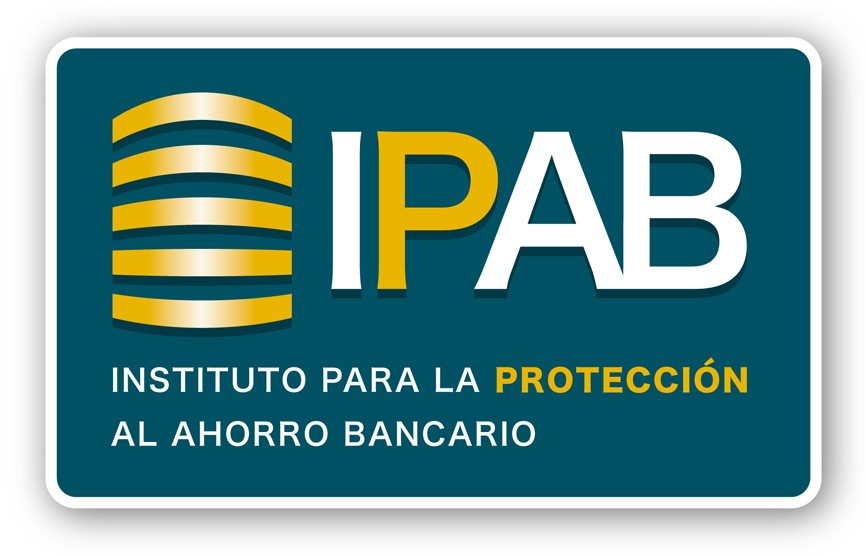 IPAB
INSTITUTO PARA LA PROTECCIÓN
AL AHORRO BANCARIO